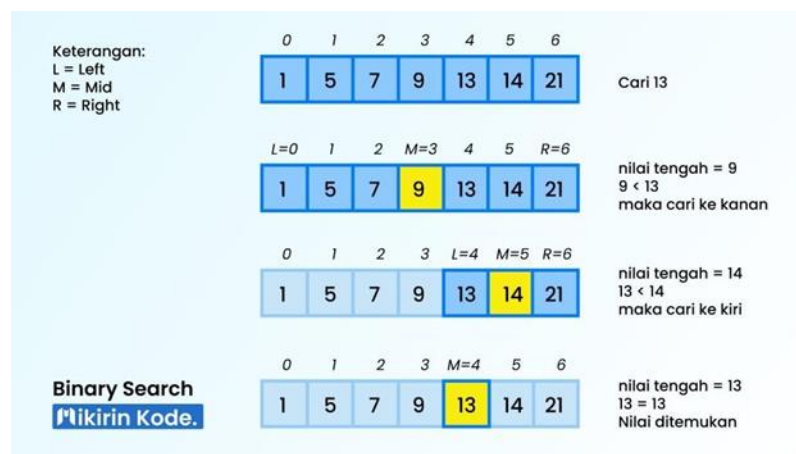 Keterangan:
L = Left
M = Mid
R = Right
0 1 2 3 4 5 6
1 5 7 9 13 14 21
Cari 13
L=0 1 2 M=3 4 5 R=6
1 5 7 9 13 14 21
nilai tengah = 9
9 < 13
maka cari ke kanan
0 1 2 3 L=4 M=5 R=6
1 5 7 9 13 14 21
nilai tengah = 14
13 < 14
maka cari ke kiri
0 1 2 3 M=4 5 6
1 5 7 9 13 14 21
nilai tengah = 13
13 = 13
Nilai ditemukan
Binary Search
Mikirin Kode.